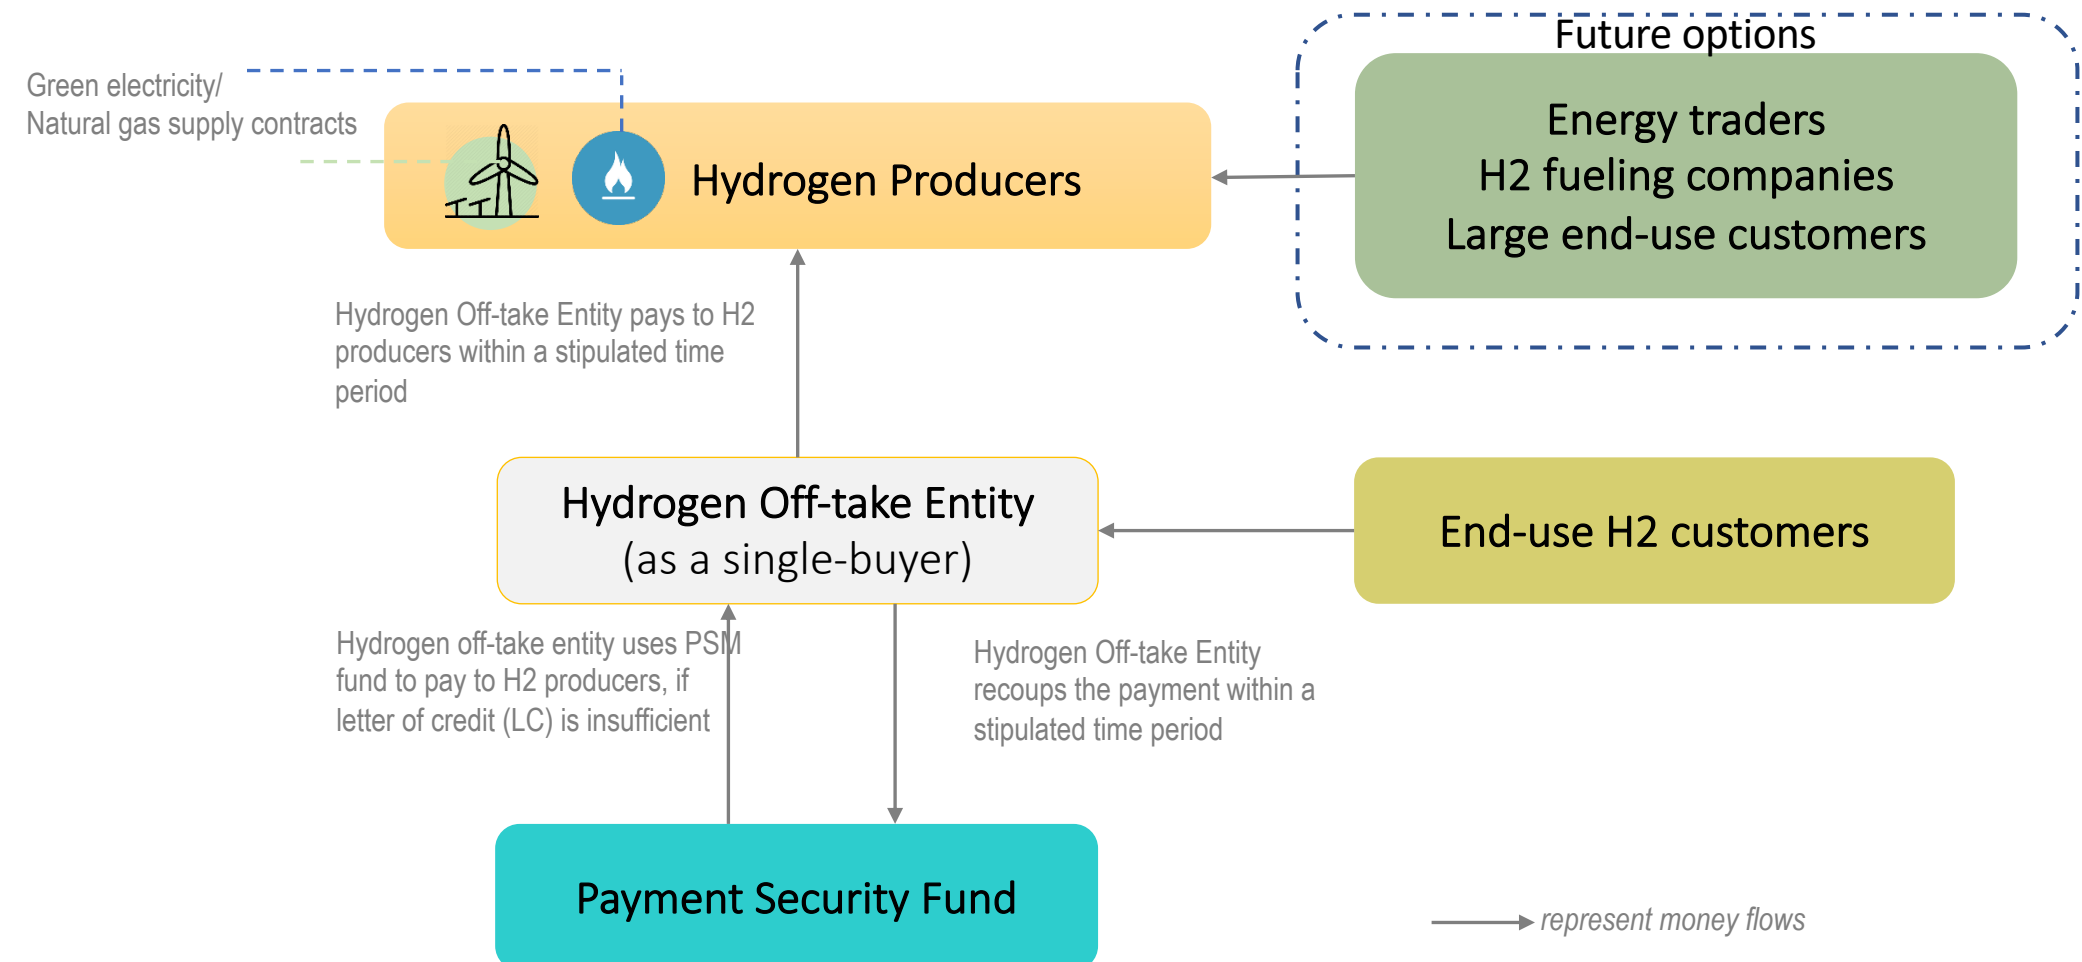 Future options
Green electricity/
Natural gas supply contracts
Hydrogen Producers
Energy traders
H2 fueling companies
Large end-use customers
Hydrogen Off-take Entity pays to H2
producers within a stipulated time
period
Hydrogen Off-take Entity
(as a single-buyer)
End-use H2 customers
Hydrogen off-take entity uses PSM
fund to pay to H2 producers, if
letter of credit (LC) is insufficient
Hydrogen Off-take Entity
recoups the payment within a
stipulated time period
Payment Security Fund
represent money flows